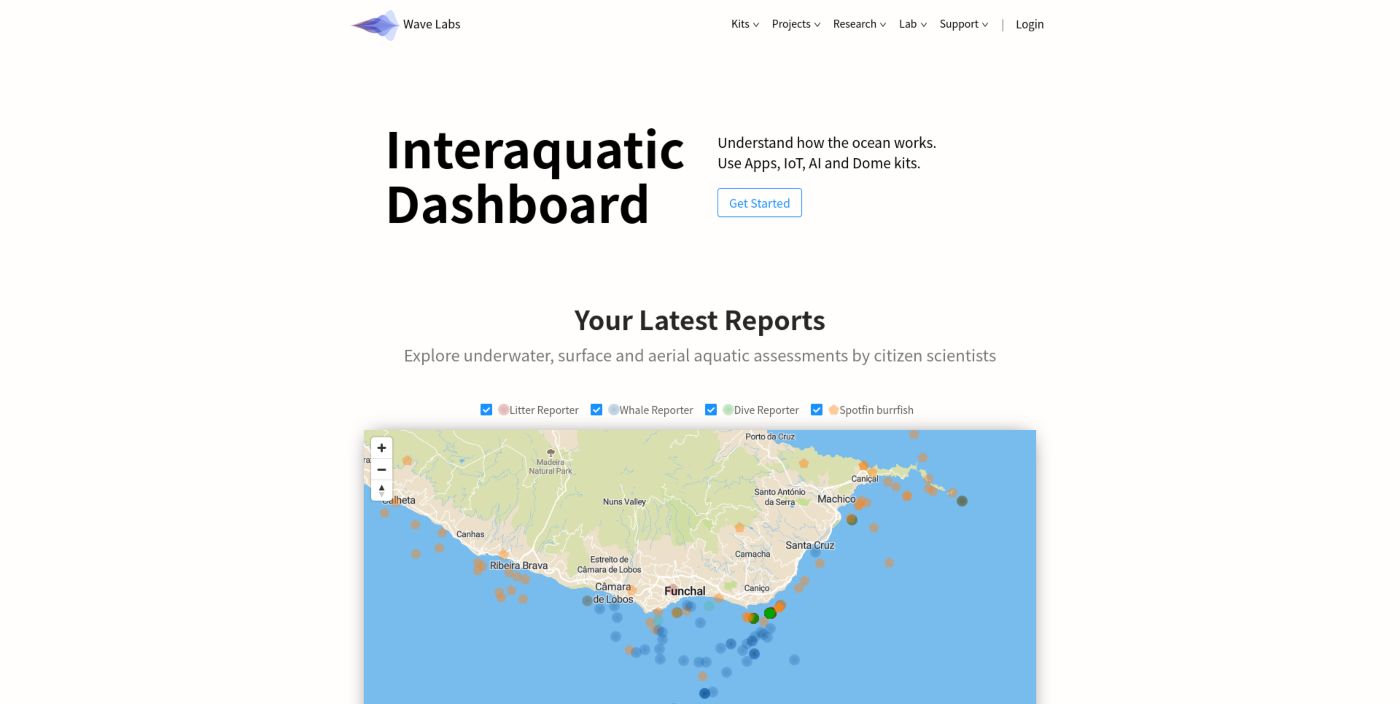 Wave Labs
Kits
Projects
Research
Lab
Support
|
Login
Interaquatic
Dashboard
Understand how the ocean works.
Use Apps, IoT, AI and Dome kits.
Get Started
Your Latest Reports
Explore underwater, surface and aerial aquatic assessments by citizen scientists
Litter Reporter
Whale Reporter
Dive Reporter
Spotfin burrfish
Porto da Cruz
Madeira
Natural Park
Caniçal
Santo António
da Serra
Machico
Nuns Valley
Canhas
Santa Cruz
Camacha
Estreito de
Câmara de Lobos
Ribeira Brava
Câmara
de Lobos
Funchal
Caniço